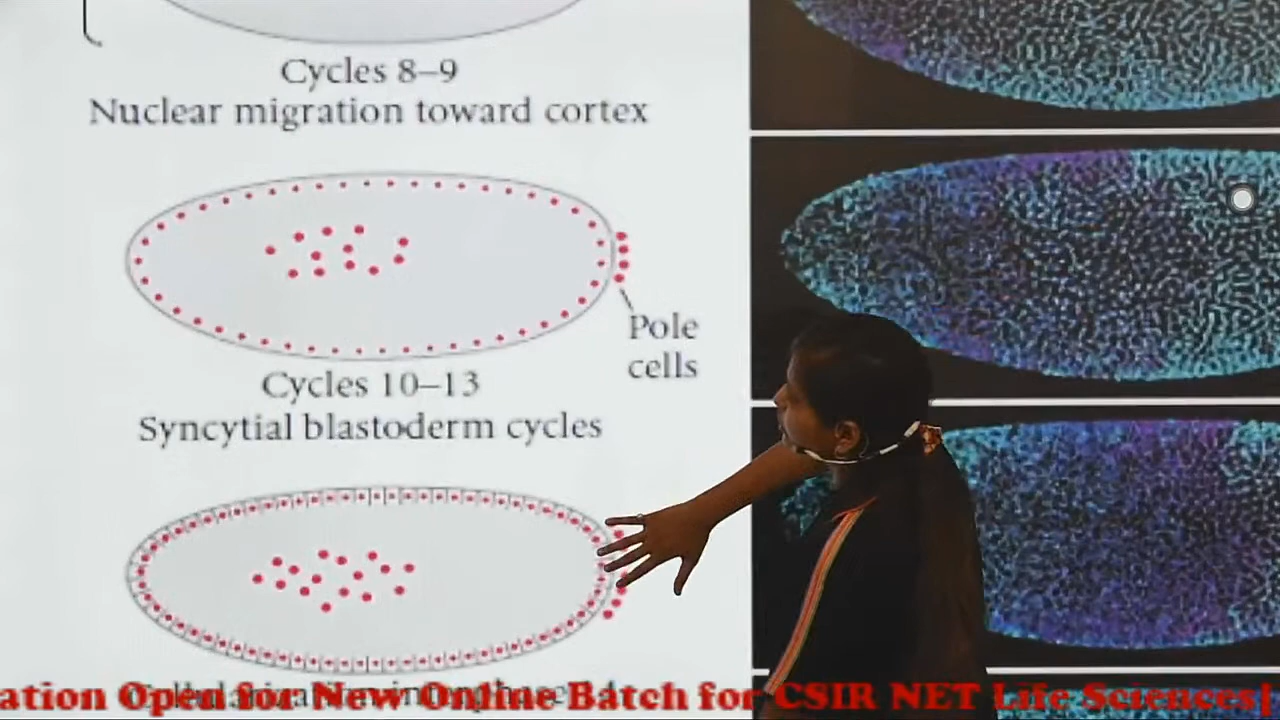 Cycles 8–9
Nuclear migration toward cortex
Pole
cells
Cycles 10–13
Syncytial blastoderm cycles
ation Open for New Online Batch for CSIR NET Life Sciences|